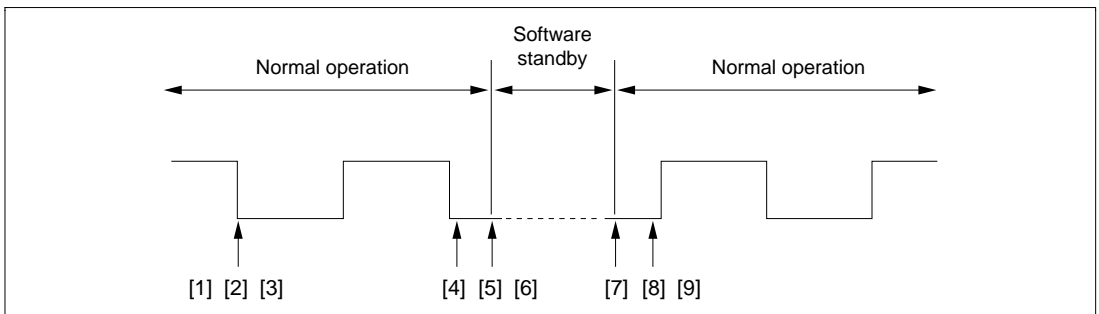 Software
standby
Normal operation
Normal operation
[1] [2] [3]
[4] [5] [6]
[7] [8] [9]